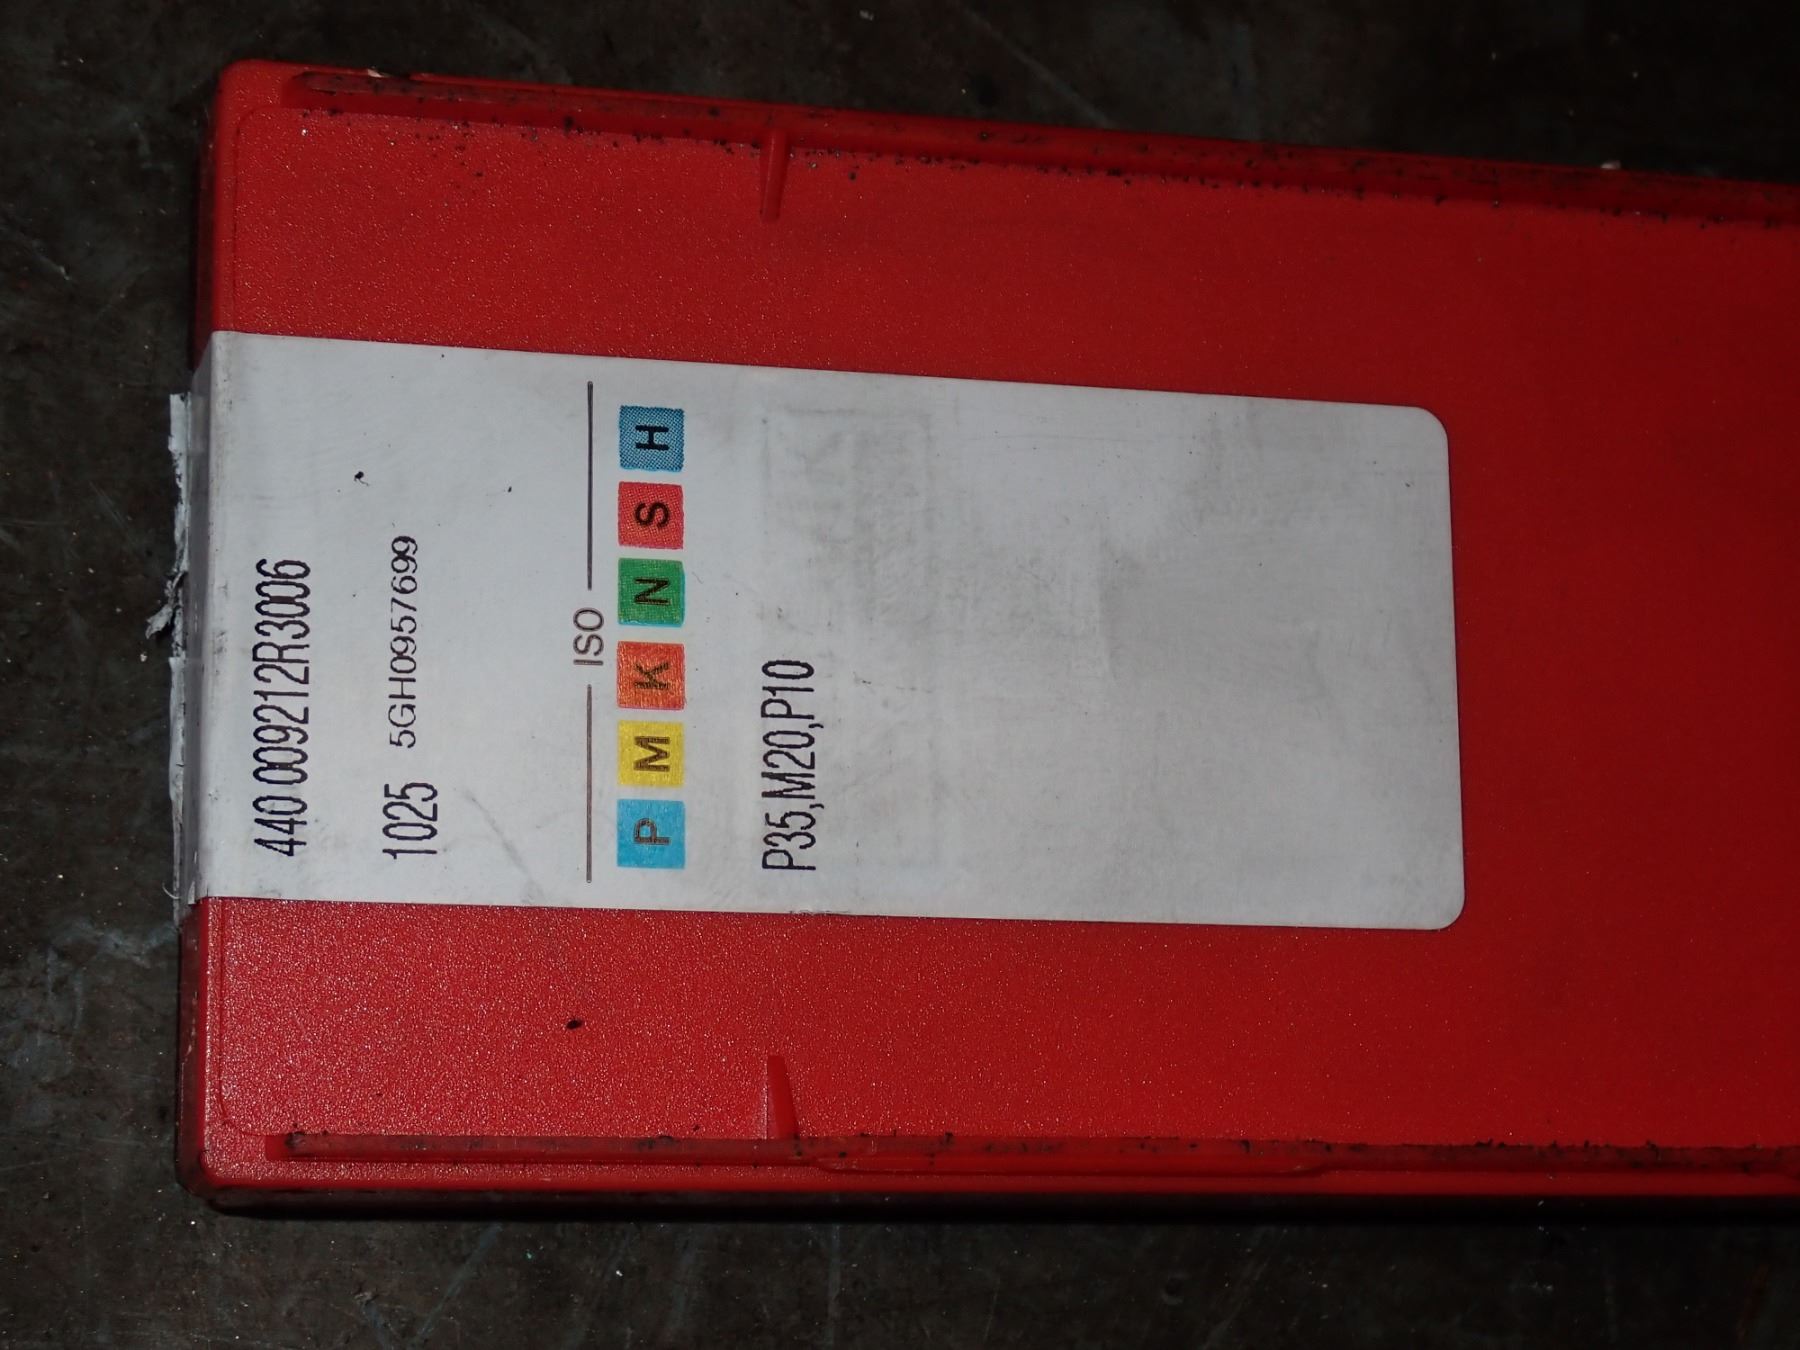 440 009212R3006
1025 5GH0957699
ISO
P M K N S H
P35,M20,P10